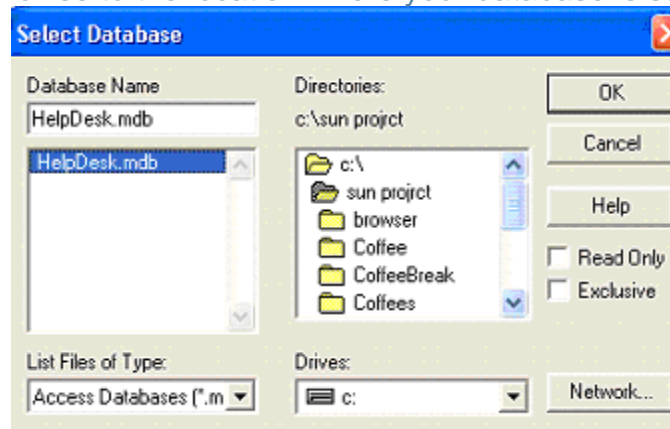 Select Database
Database Name
HelpDesk.mdb
HelpDesk.mdb
List Files of Type:
Access Databases (*.m
Directories:
c:\sun projrct
c:\
sun projrct
browser
Coffee
CoffeeBreak
Coffees
Drives:
c:
OK
Cancel
Help
Read Only
Exclusive
Network...